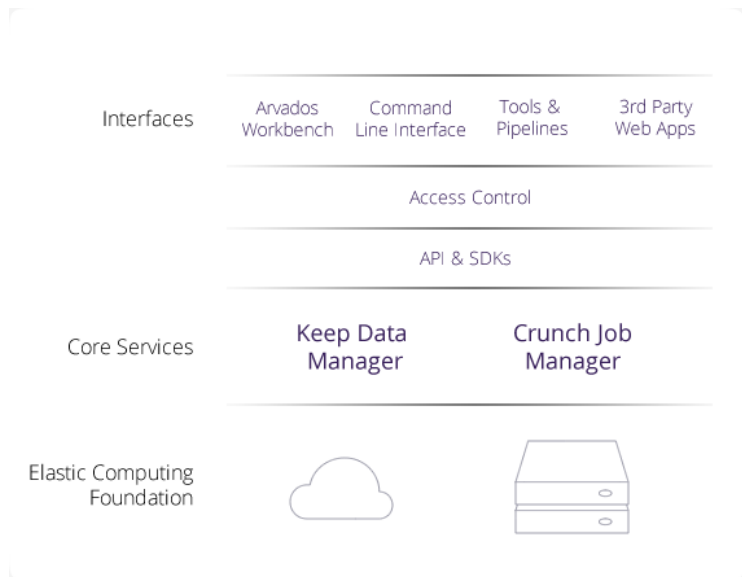 Interfaces
Arvados
Workbench
Command
Line Interface
Tools &
Pipelines
3rd Party
Web Apps
Access Control
API & SDKs
Core Services
Keep Data
Manager
Crunch Job
Manager
Elastic Computing
Foundation